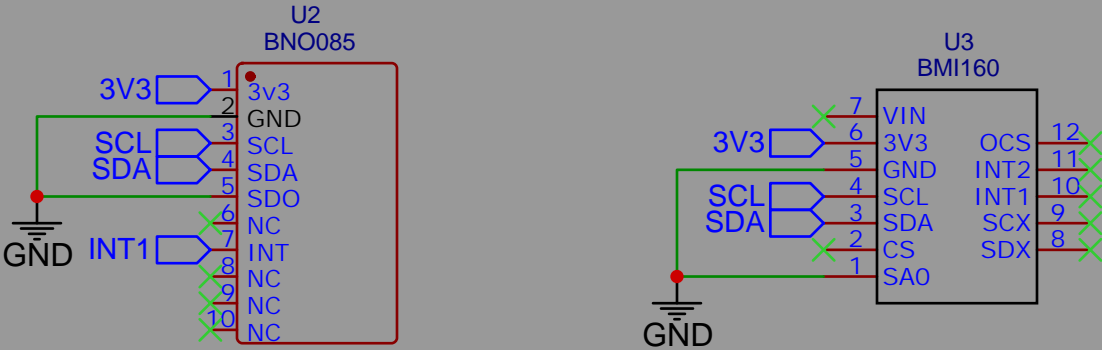 U2
BNO085
3V3 1 3v3
2 GND
SCL 3 SCL
SDA 4 SDA
5 SDO
6 NC
INT1 7 INT
8 NC
9 NC
10 NC
GND
U3
BMI160
7 VIN
3V3 6 3V3 OCS 12
5 GND INT2 11
SCL 4 SCL INT1 10
SDA 3 SDA SCX 9
2 CS SDX 8
1 SA0
GND